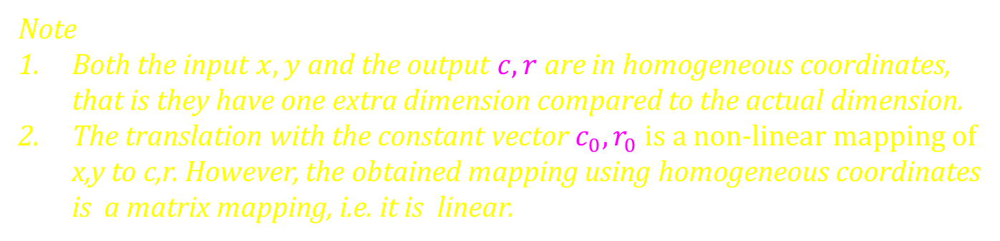 Note
1. Both the input x, y and the output c, r are in homogeneous coordinates,
that is they have one extra dimension compared to the actual dimension.
2. The translation with the constant vector c₀, r₀ is a non-linear mapping of
x,y to c,r. However, the obtained mapping using homogeneous coordinates
is a matrix mapping, i.e. it is linear.